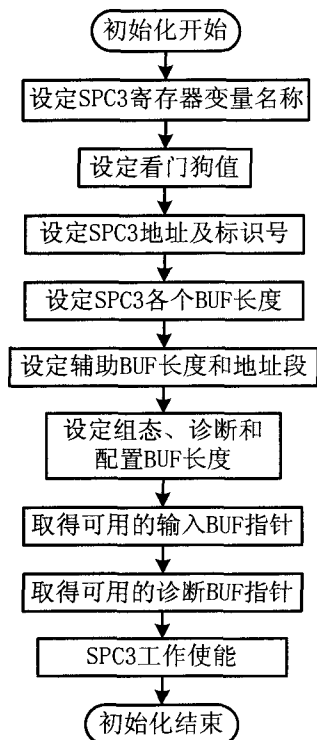 初始化开始
设定SPC3寄存器变量名称
设定看门狗值
设定SPC3地址及标识号
设定SPC3各个BUF长度
设定辅助BUF长度和地址段
设定组态、诊断和
配置BUF长度
取得可用的输入BUF指针
取得可用的诊断BUF指针
SPC3工作使能
初始化结束